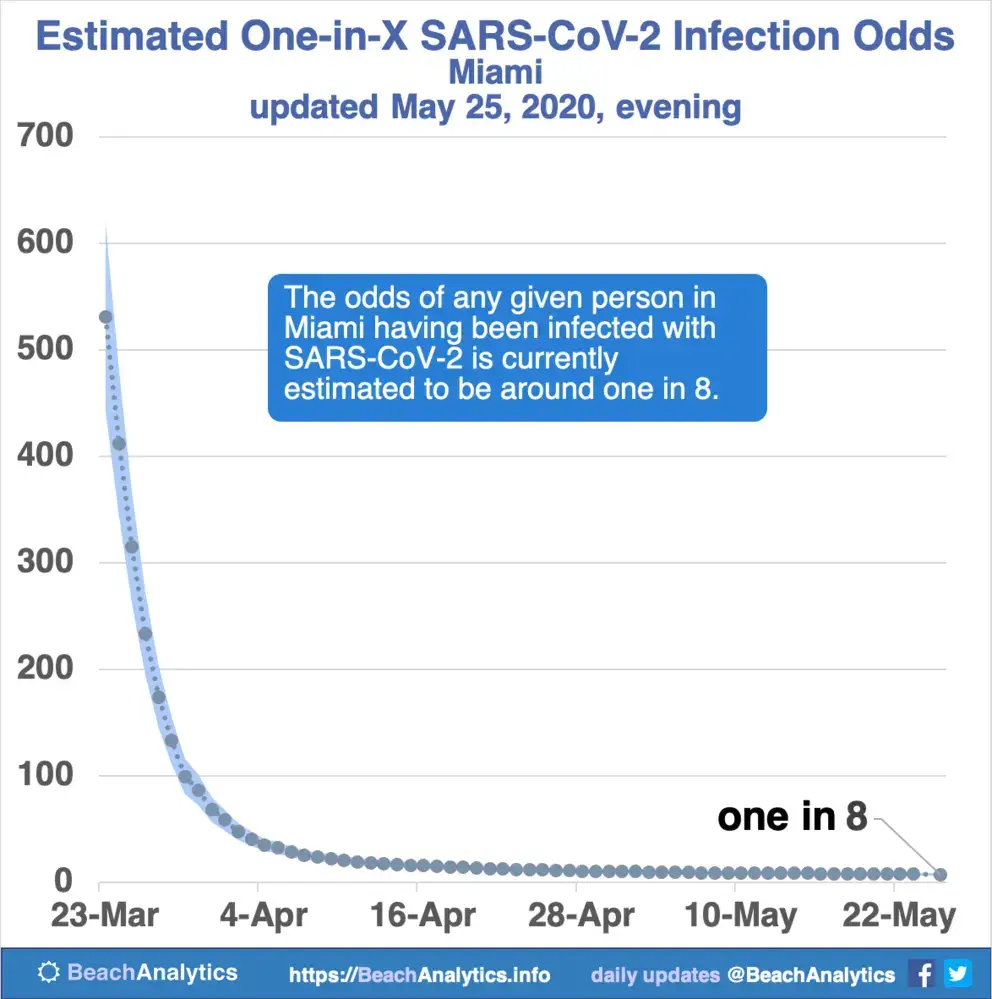 Estimated One-in-X SARS-CoV-2 Infection Odds
Miami
updated May 25, 2020, evening
700
600
500
400
300
200
100
0
The odds of any given person in
Miami having been infected with
SARS-CoV-2 is currently
estimated to be around one in 8.
one in 8
23-Mar 4-Apr 16-Apr 28-Apr 10-May 22-May
BeachAnalytics https://BeachAnalytics.info daily updates @BeachAnalytics